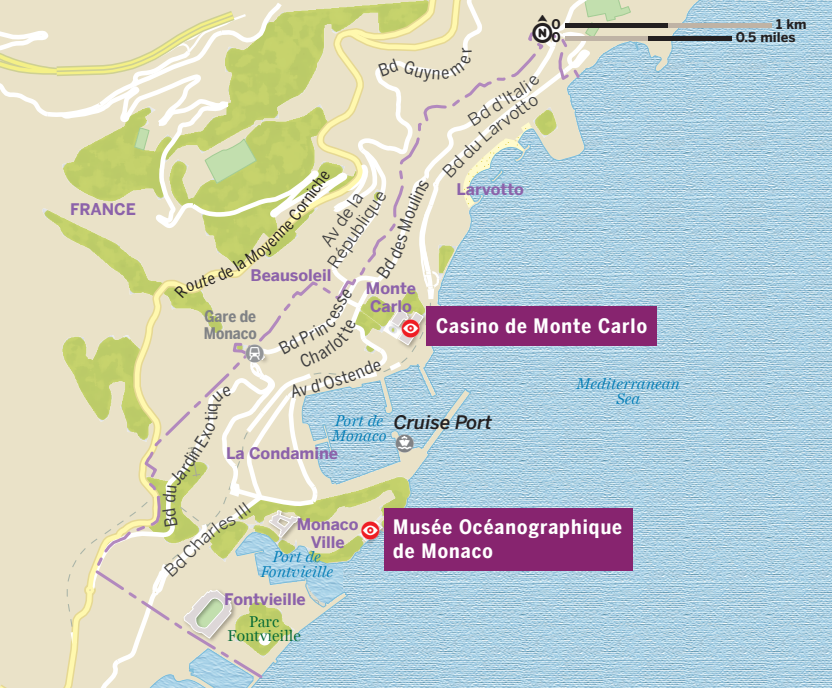 0
1 km
N
0
0.5 miles
Bd Guynemer
Bd d'Italie
Bd du Larvotto
Larvotto
FRANCE
Route de la Moyenne Corniche
Av de la
République
Bd des Moulins
Beausoleil
Monte
Carlo
Gare de
Monaco
Bd Princesse
Charlotte
Casino de Monte Carlo
Av d'Ostende
Mediterranean
Sea
Port de
Monaco
Cruise Port
Bd du Jardin Exotique
La Condamine
Bd Charles III
Monaco
Ville
Musée Océanographique
de Monaco
Port de
Fontvieille
Fontvieille
Parc
Fontvieille